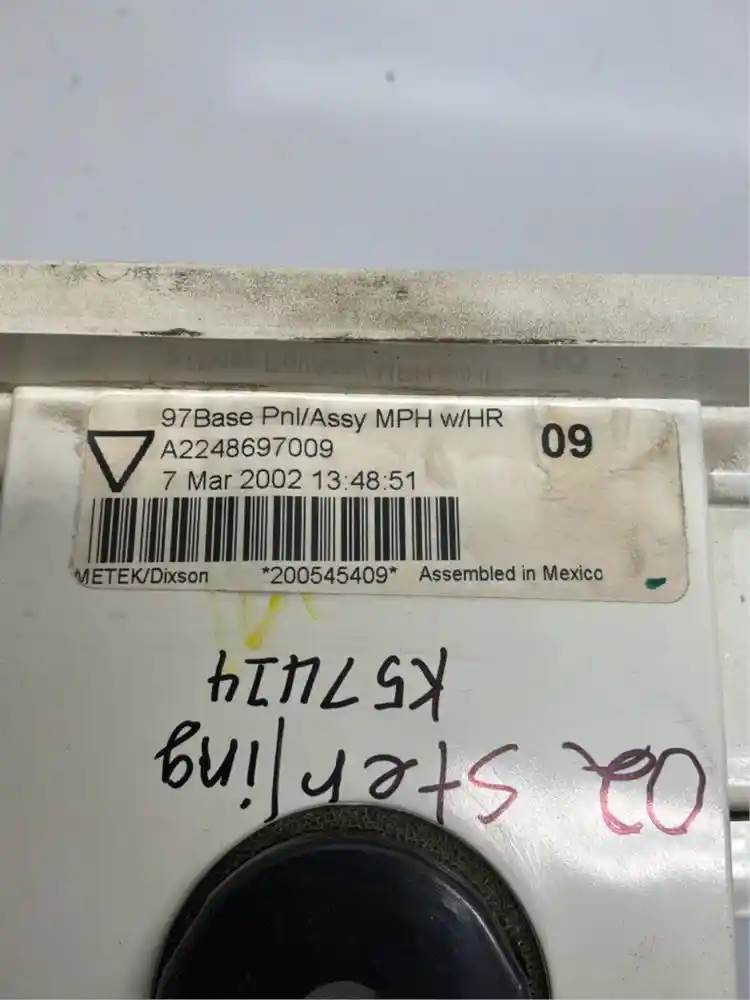 97Base Pnl/Assy MPH w/HR
09
A2248697009
7 Mar 2002 13:48:51
METEK/Dixson *200545409* Assembled in Mexico
02 Sterling
K57414